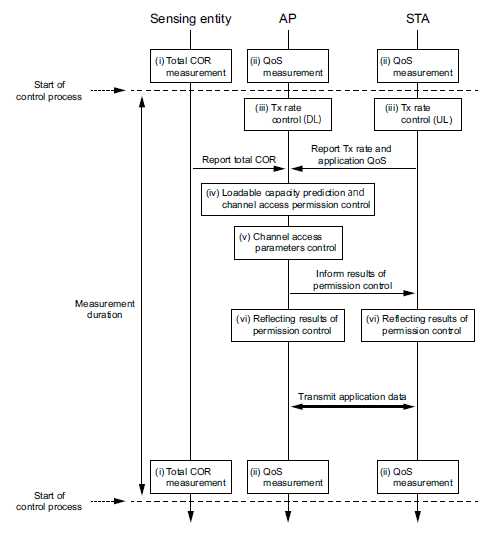 Sensing entity
AP
STA
(i) Total COR
measurement
(ii) QoS
measurement
(ii) QoS
measurement
Start of
control process
(iii) Tx rate
control (DL)
(iii) Tx rate
control (UL)
Report Tx rate and
application QoS
Report total COR
(iv) Loadable capacity prediction and
channel access permission control
(v) Channel access
parameters control
Inform results of
permission control
Measurement
duration
(vi) Reflecting results of
permission control
(vi) Reflecting results of
permission control
Transmit application data
(i) Total COR
measurement
(ii) QoS
measurement
(ii) QoS
measurement
Start of
control process